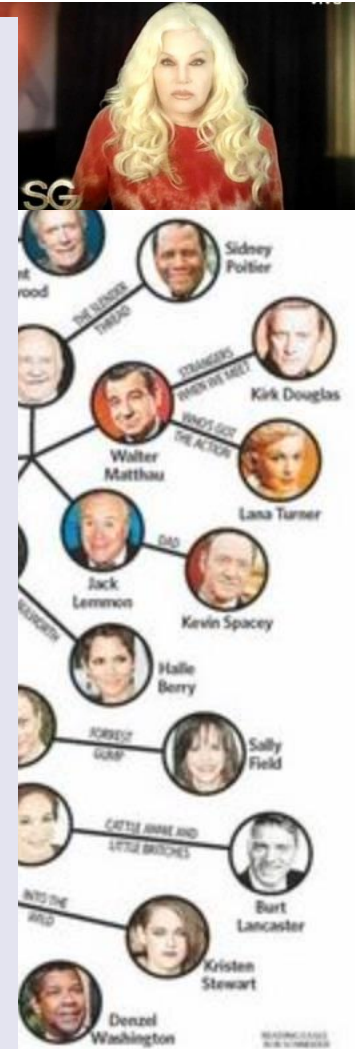 SG
Sidney
Poitier
THE SLENDER
THREAD
STRANGERS
WHEN WE MEET
Kirk Douglas
WHO'S GOT
THE ACTION
Walter
Matthau
Lana Turner
DAD
Jack
Lemmon
Kevin Spacey
Halle
Berry
FORREST
GUMP
Sally
Field
CATTLE ANNIE AND
LITTLE BRITCHES
Burt
Lancaster
INTO THE
WILD
Kristen
Stewart
Denzel
Washington